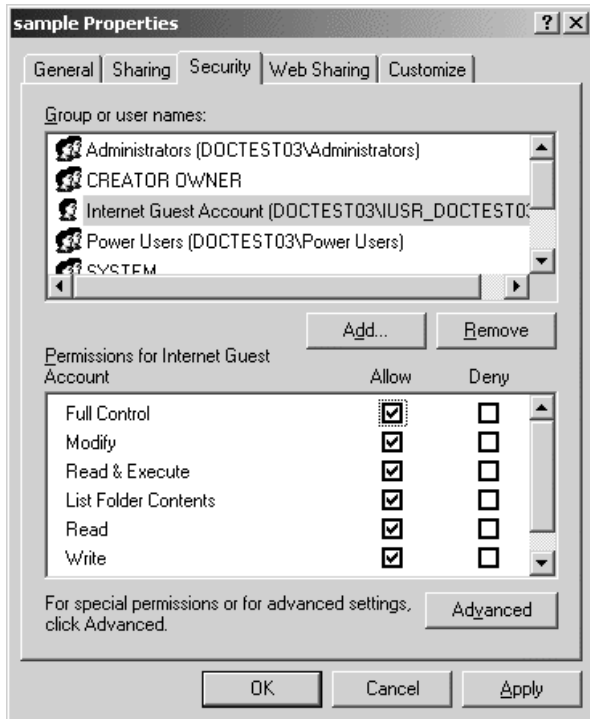 sample Properties
General Sharing Security Web Sharing Customize
Group or user names:
Administrators (DOCTEST03\Administrators)
CREATOR OWNER
Internet Guest Account (DOCTEST03\IUSR_DOCTEST03
Power Users (DOCTEST03\Power Users)
SYSTEM
Add... Remove
Permissions for Internet Guest
Account Allow Deny
Full Control
Modify
Read & Execute
List Folder Contents
Read
Write
For special permissions or for advanced settings,
click Advanced.
Advanced
OK Cancel Apply